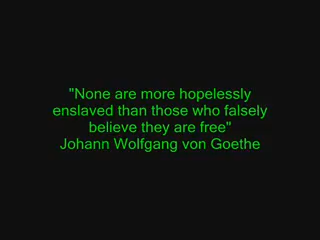 "None are more hopelessly
enslaved than those who falsely
believe they are free"
Johann Wolfgang von Goethe